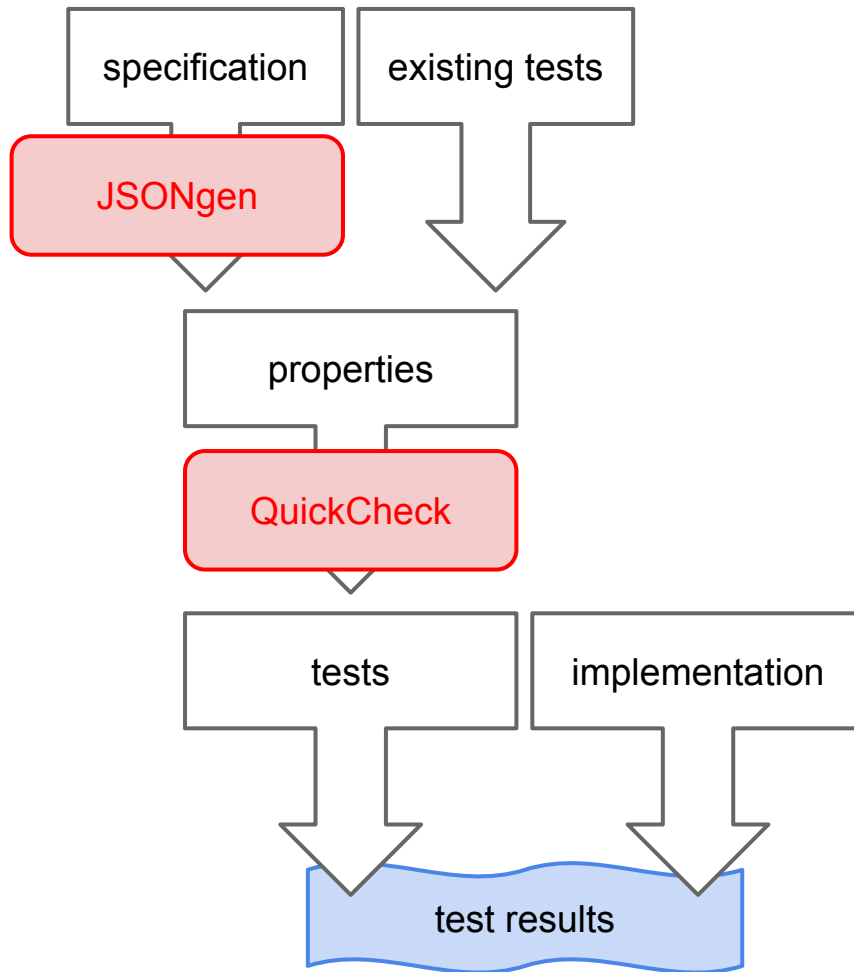 specification
existing tests
JSONgen
properties
QuickCheck
tests
implementation
test results